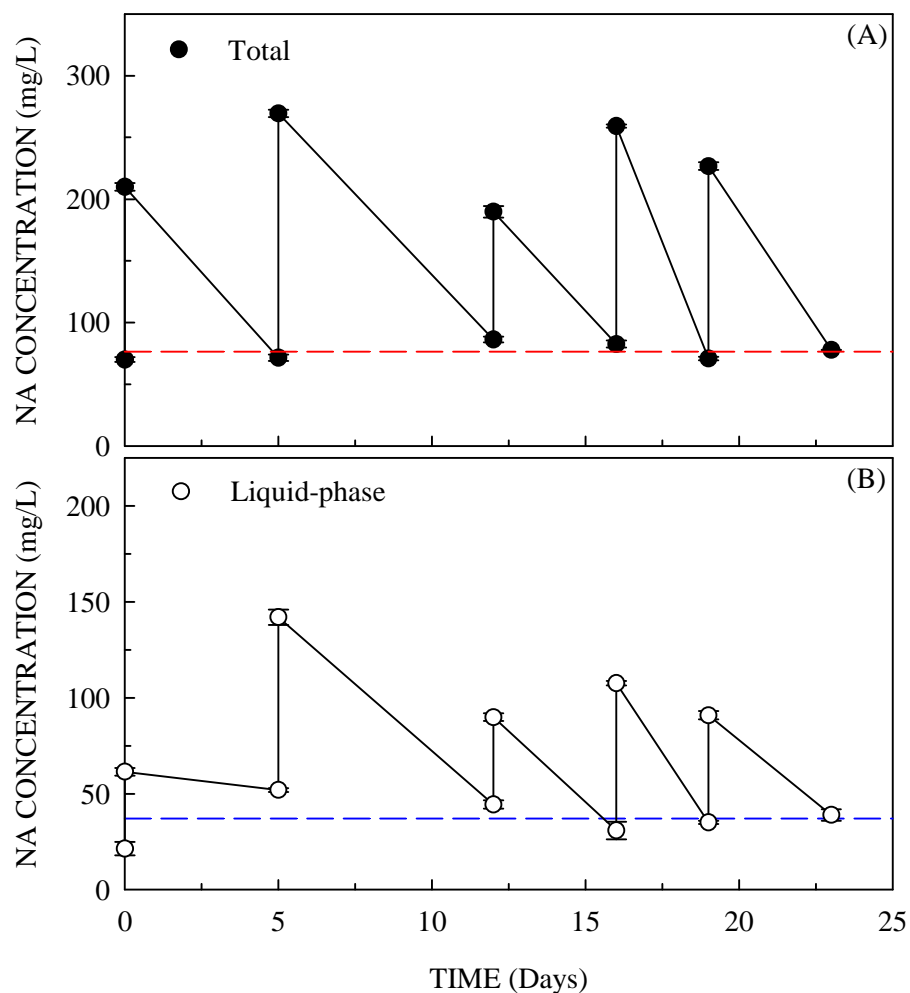 (A)
Total
NA CONCENTRATION (mg/L)
300
200
100
0
(B)
Liquid-phase
NA CONCENTRATION (mg/L)
200
150
100
50
0
0 5 10 15 20 25
TIME (Days)